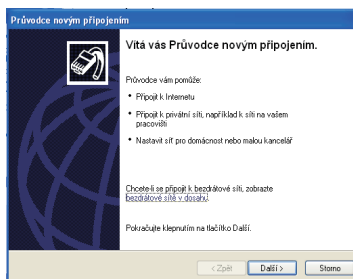 Průvodce novým připojením
Vítá vás Průvodce novým připojením.
Průvodce vám pomůže:
• Připojit k Internetu
• Připojit k privátní síti, například k síti na vašem
pracovišti
• Nastavit síť pro domácnost nebo malou kancelář
Chcete-li se připojit k bezdrátové síti, zobrazte
bezdrátové sítě v dosahu.
Pokračujte klepnutím na tlačítko Další.
< Zpět
Další >
Storno